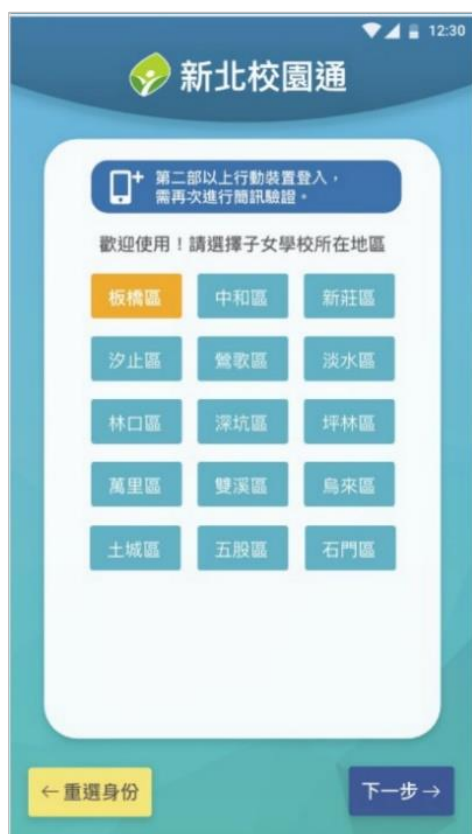 12:30
新北校園通
第二部以上行動裝置登入，
需再次進行簡訊驗證。
歡迎使用！請選擇子女學校所在地區
板橋區 中和區 新莊區
汐止區 鶯歌區 淡水區
林口區 深坑區 坪林區
萬里區 雙溪區 烏來區
土城區 五股區 石門區
←重選身份 下一步→